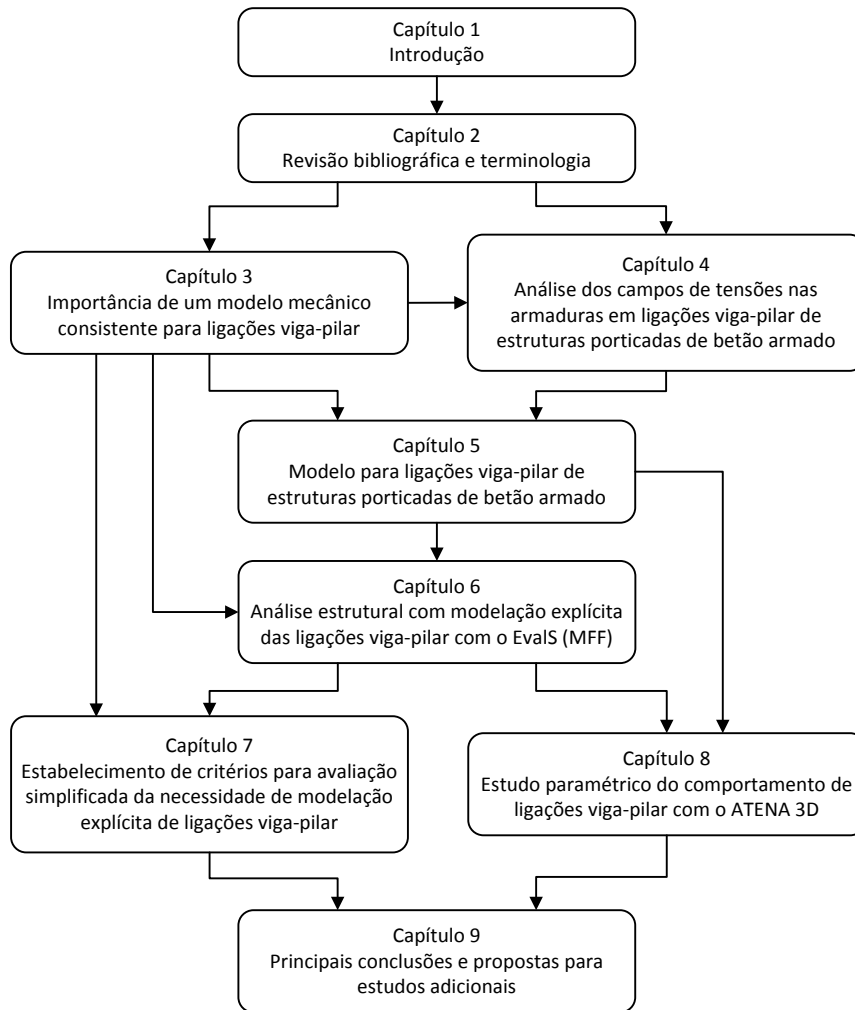 Capítulo 1
Introdução
Capítulo 2
Revisão bibliográfica e terminologia
Capítulo 3
Importância de um modelo mecânico
consistente para ligações viga-pilar
Capítulo 4
Análise dos campos de tensões nas
armaduras em ligações viga-pilar de
estruturas porticadas de betão armado
Capítulo 5
Modelo para ligações viga-pilar de
estruturas porticadas de betão armado
Capítulo 6
Análise estrutural com modelação explícita
das ligações viga-pilar com o EvalS (MFF)
Capítulo 7
Estabelecimento de critérios para avaliação
simplificada da necessidade de modelação
explícita de ligações viga-pilar
Capítulo 8
Estudo paramétrico do comportamento de
ligações viga-pilar com o ATENA 3D
Capítulo 9
Principais conclusões e propostas para
estudos adicionais